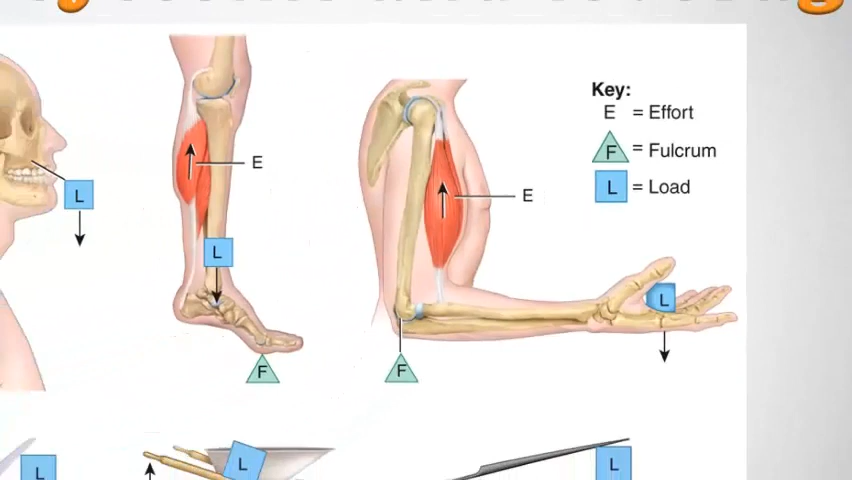 Key:
E = Effort
F = Fulcrum
L = Load
E
E
L
L
L
F
F
L
L
L